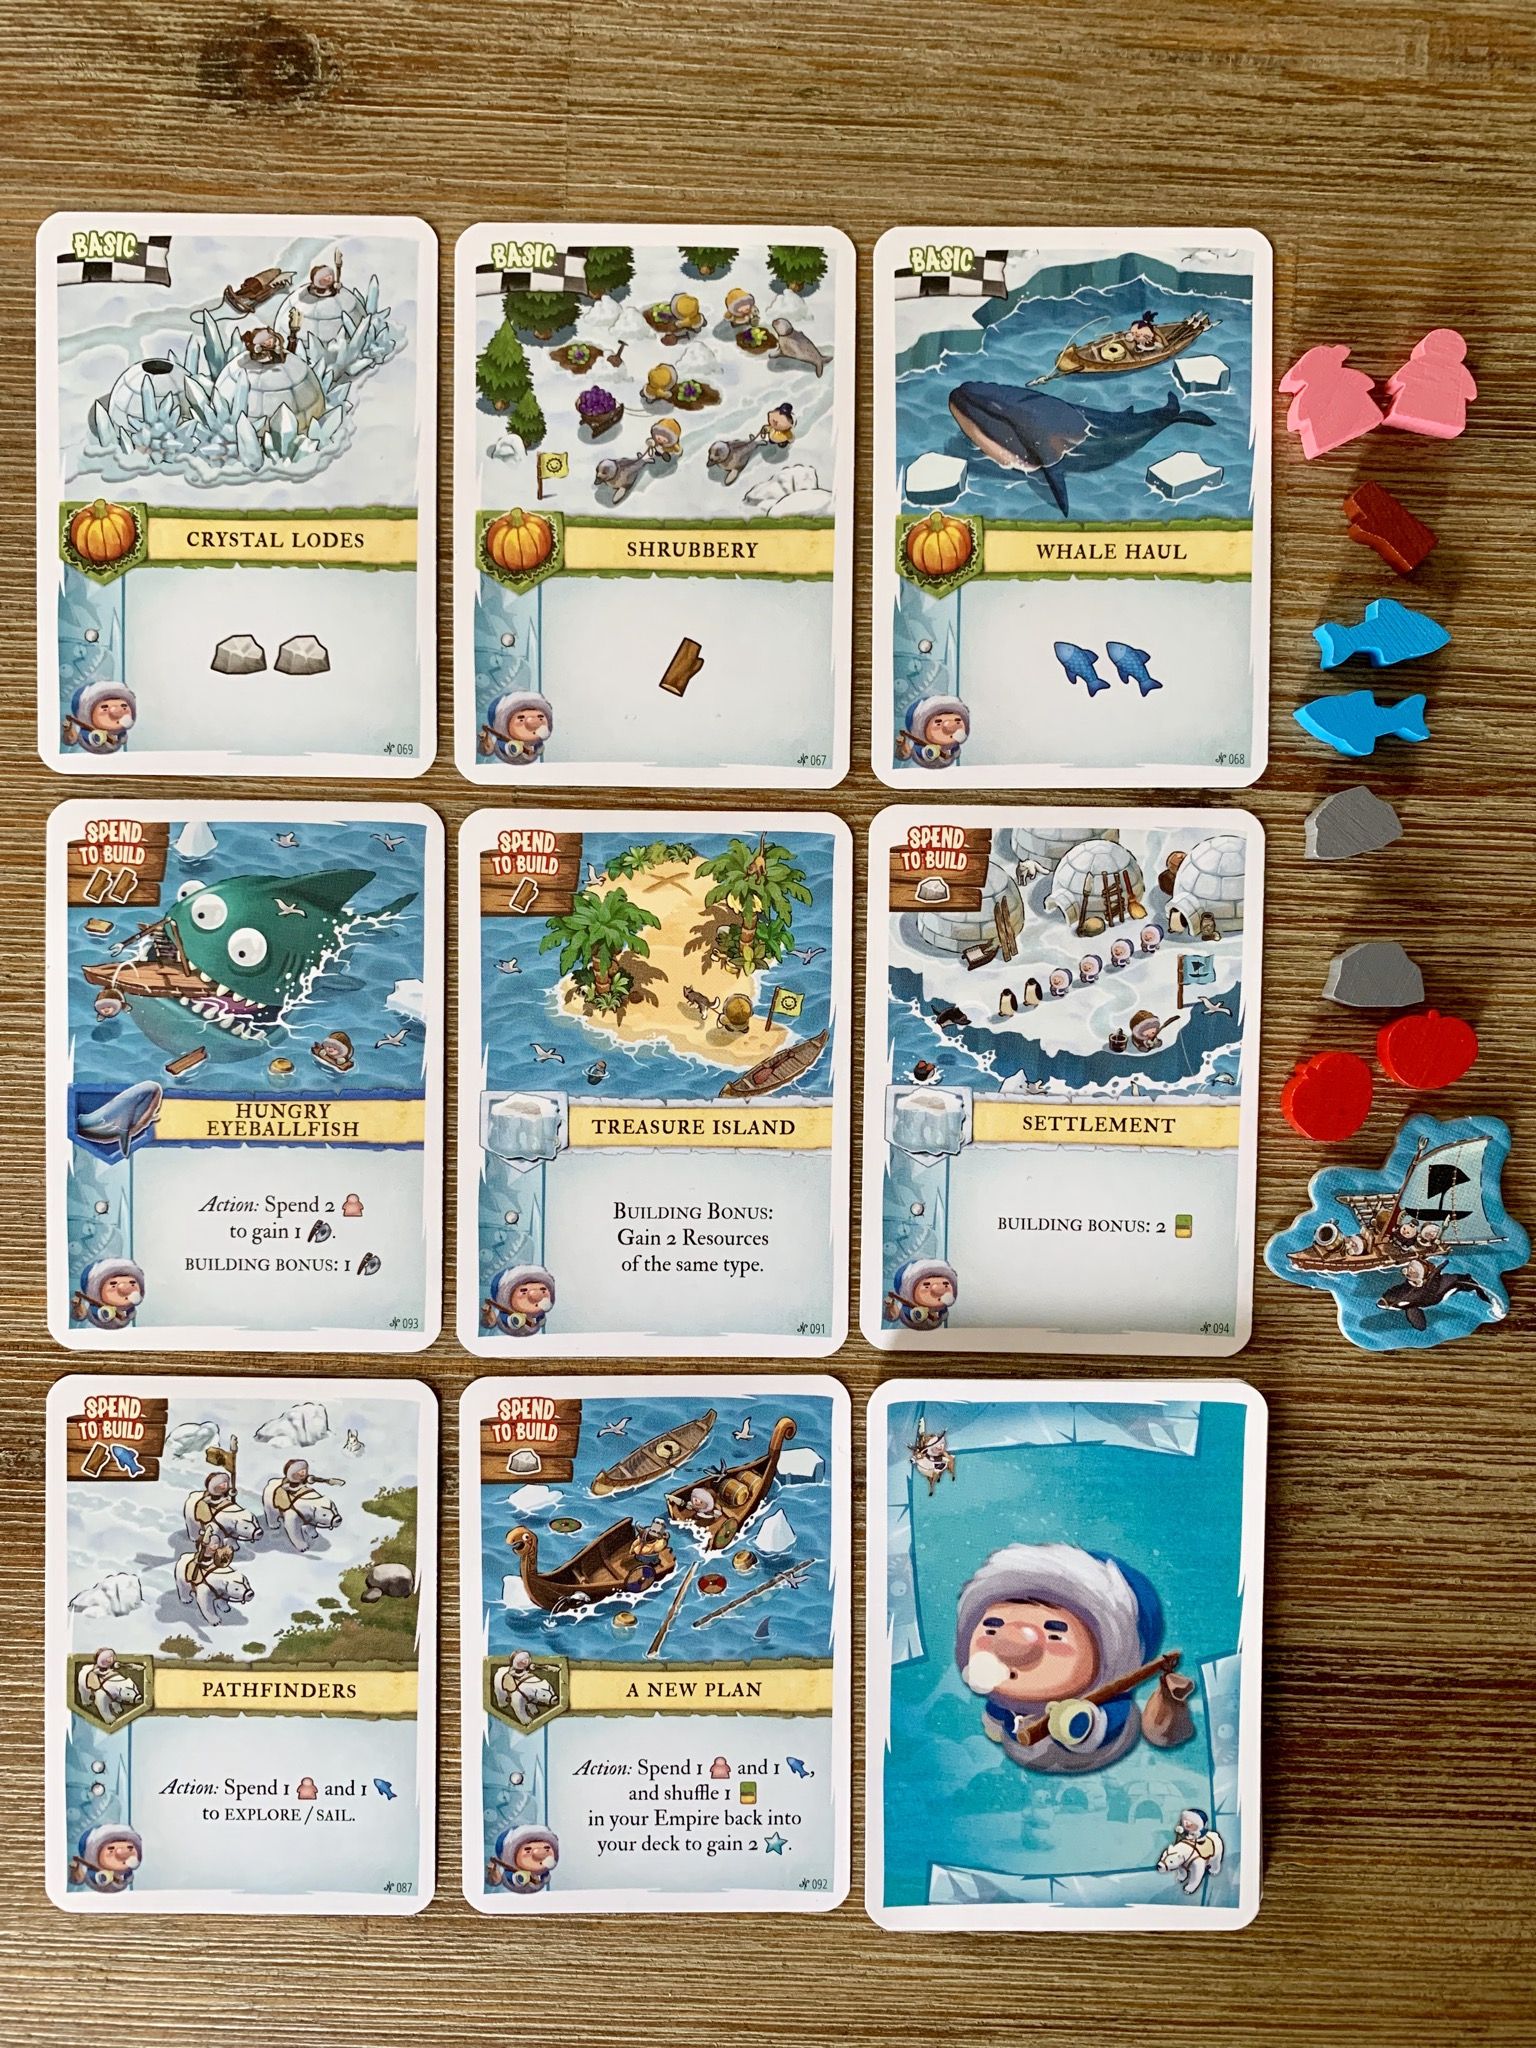 BASIC
CRYSTAL LODES
069
BASIC
SHRUBBERY
067
BASIC
WHALE HAUL
068
SPEND
TO BUILD
HUNGRY
EYEBALLFISH
Action: Spend 2
to gain 1 .
BUILDING BONUS: 1
093
SPEND
TO BUILD
TREASURE ISLAND
BUILDING BONUS:
Gain 2 Resources
of the same type.
091
SPEND
TO BUILD
SETTLEMENT
BUILDING BONUS: 2
094
SPEND
TO BUILD
PATHFINDERS
Action: Spend 1 and 1
to EXPLORE / SAIL.
087
SPEND
TO BUILD
A NEW PLAN
Action: Spend 1 and 1 ,
and shuffle 1
in your Empire back into
your deck to gain 2 .
092